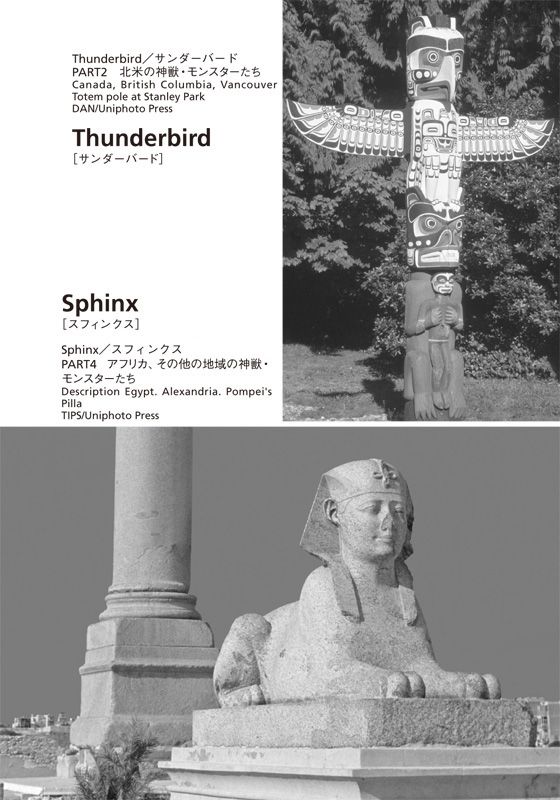 Thunderbird／サンダーバード
PART2　北米の神獣・モンスターたち
Canada, British Columbia, Vancouver
Totem pole at Stanley Park
DAN/Uniphoto Press
Thunderbird
［サンダーバード］
Sphinx
［スフィンクス］
Sphinx／スフィンクス
PART4　アフリカ、その他の地域の神獣・
モンスターたち
Description Egypt. Alexandria. Pompei's
Pilla
TIPS/Uniphoto Press